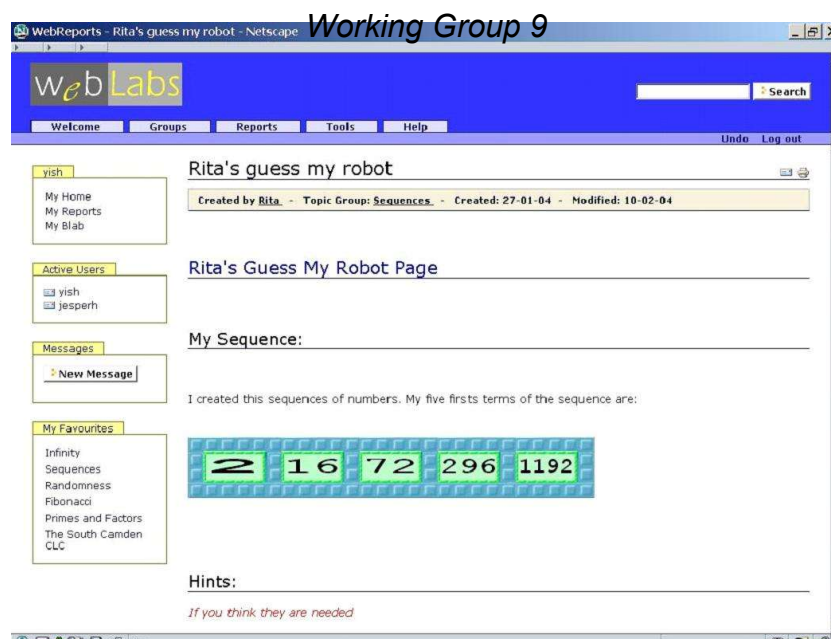 Working Group 9
WebReports - Rita's guess my robot - Netscape
WebLabs
Search
Welcome Groups Reports Tools Help
Undo Log out
yish
My Home
My Reports
My Blab
Active Users
yish
jesperh
Messages
New Message
My Favourites
Infinity
Sequences
Randomness
Fibonacci
Primes and Factors
The South Camden
CLC
Rita's guess my robot
Created by Rita - Topic Group: Sequences - Created: 27-01-04 - Modified: 10-02-04
Rita's Guess My Robot Page
My Sequence:
I created this sequences of numbers. My five firsts terms of the sequence are:
2 16 72 296 1192
Hints:
If you think they are needed